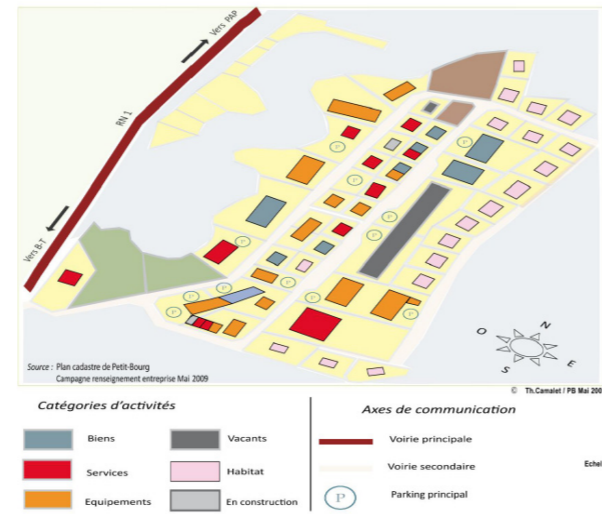 Vers PAP
RN 1
Vers B-T
P
P
P
P
P
P
P
P
P
P
P
P
O
N
S
E
Source : Plan cadastre de Petit-Bourg
Campagne renseignement entreprise Mai 2009
© Th.Camalet / PB Mai 200
Catégories d'activités
Biens
Services
Equipements
Vacants
Habitat
En construction
Axes de communication
Voirie principale
Voirie secondaire
P
Parking principal
Echel